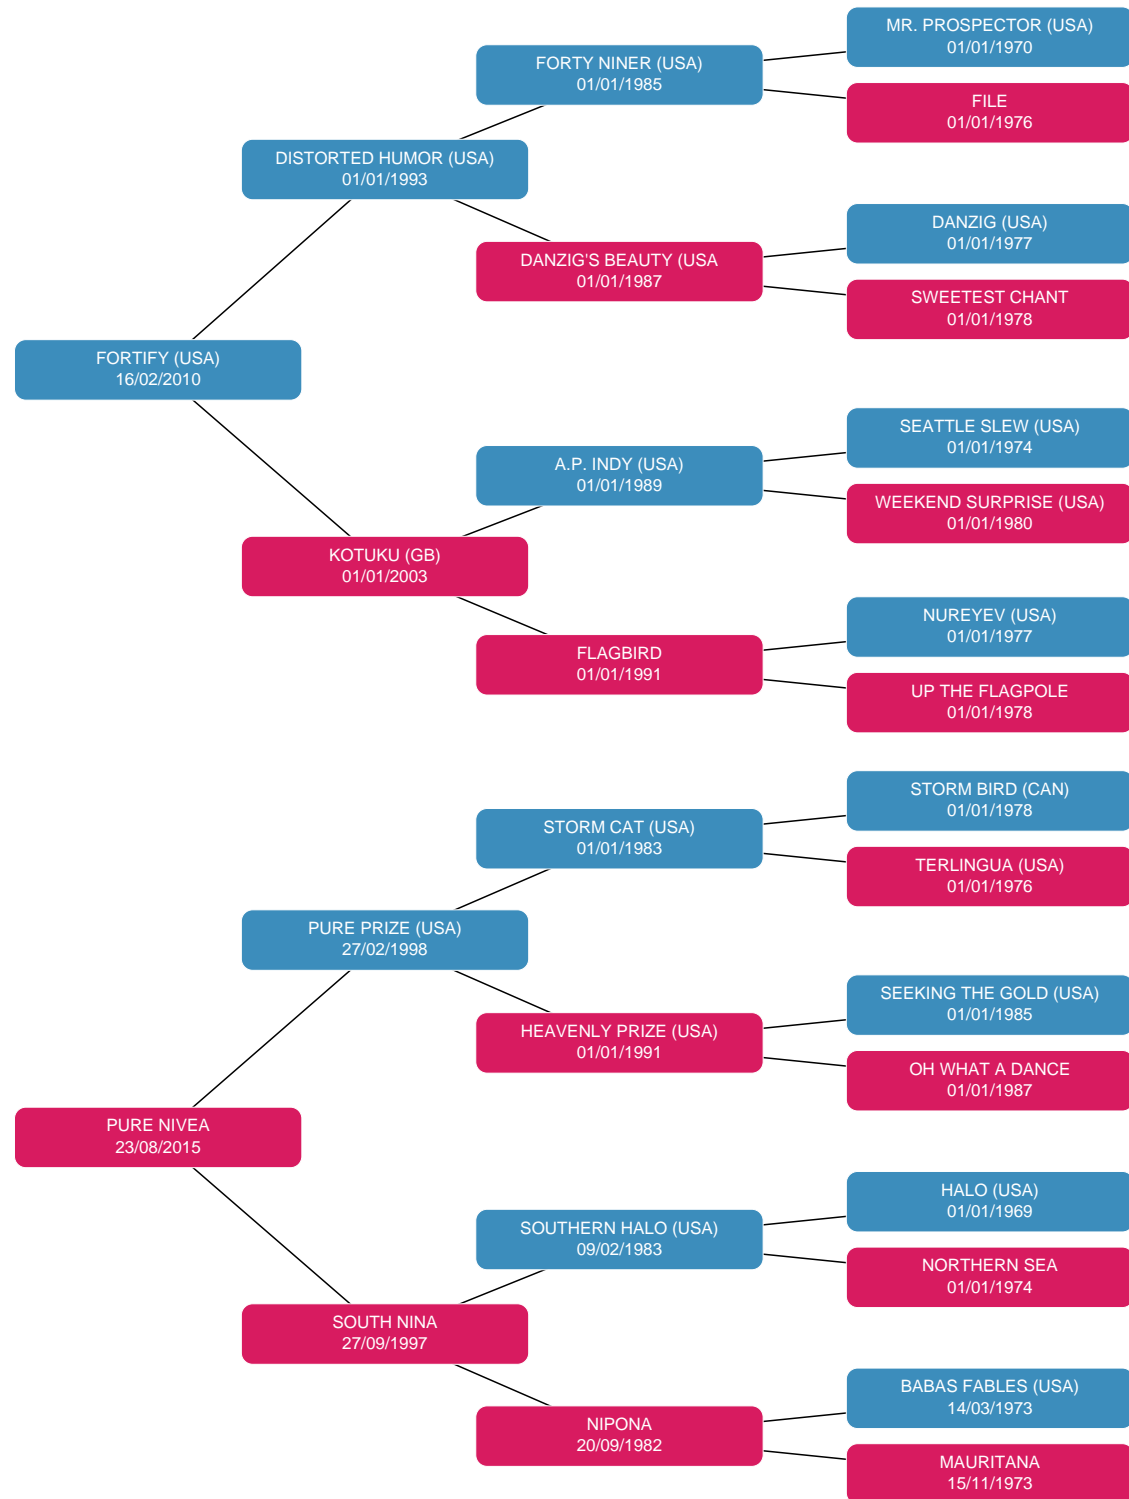 MR. PROSPECTOR (USA)
01/01/1970
FORTY NINER (USA)
01/01/1985
FILE
01/01/1976
DISTORTED HUMOR (USA)
01/01/1993
DANZIG (USA)
01/01/1977
DANZIG'S BEAUTY (USA
01/01/1987
SWEETEST CHANT
01/01/1978
FORTIFY (USA)
16/02/2010
SEATTLE SLEW (USA)
01/01/1974
A.P. INDY (USA)
01/01/1989
WEEKEND SURPRISE (USA)
01/01/1980
KOTUKU (GB)
01/01/2003
NUREYEV (USA)
01/01/1977
FLAGBIRD
01/01/1991
UP THE FLAGPOLE
01/01/1978
STORM BIRD (CAN)
01/01/1978
STORM CAT (USA)
01/01/1983
TERLINGUA (USA)
01/01/1976
PURE PRIZE (USA)
27/02/1998
SEEKING THE GOLD (USA)
01/01/1985
HEAVENLY PRIZE (USA)
01/01/1991
OH WHAT A DANCE
01/01/1987
PURE NIVEA
23/08/2015
HALO (USA)
01/01/1969
SOUTHERN HALO (USA)
09/02/1983
NORTHERN SEA
01/01/1974
SOUTH NINA
27/09/1997
BABAS FABLES (USA)
14/03/1973
NIPONA
20/09/1982
MAURITANA
15/11/1973